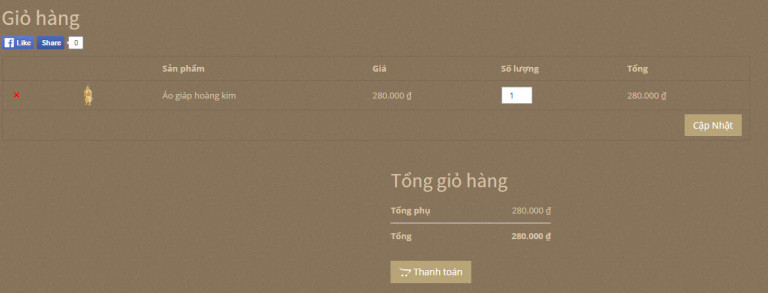 Giỏ hàng
Like Share 0
Sản phẩm Giá Số lượng Tổng
× Áo giáp hoàng kim 280.000 ₫ 1 280.000 ₫
Cập Nhật
Tổng giỏ hàng
Tổng phụ 280.000 ₫
Tổng 280.000 ₫
Thanh toán